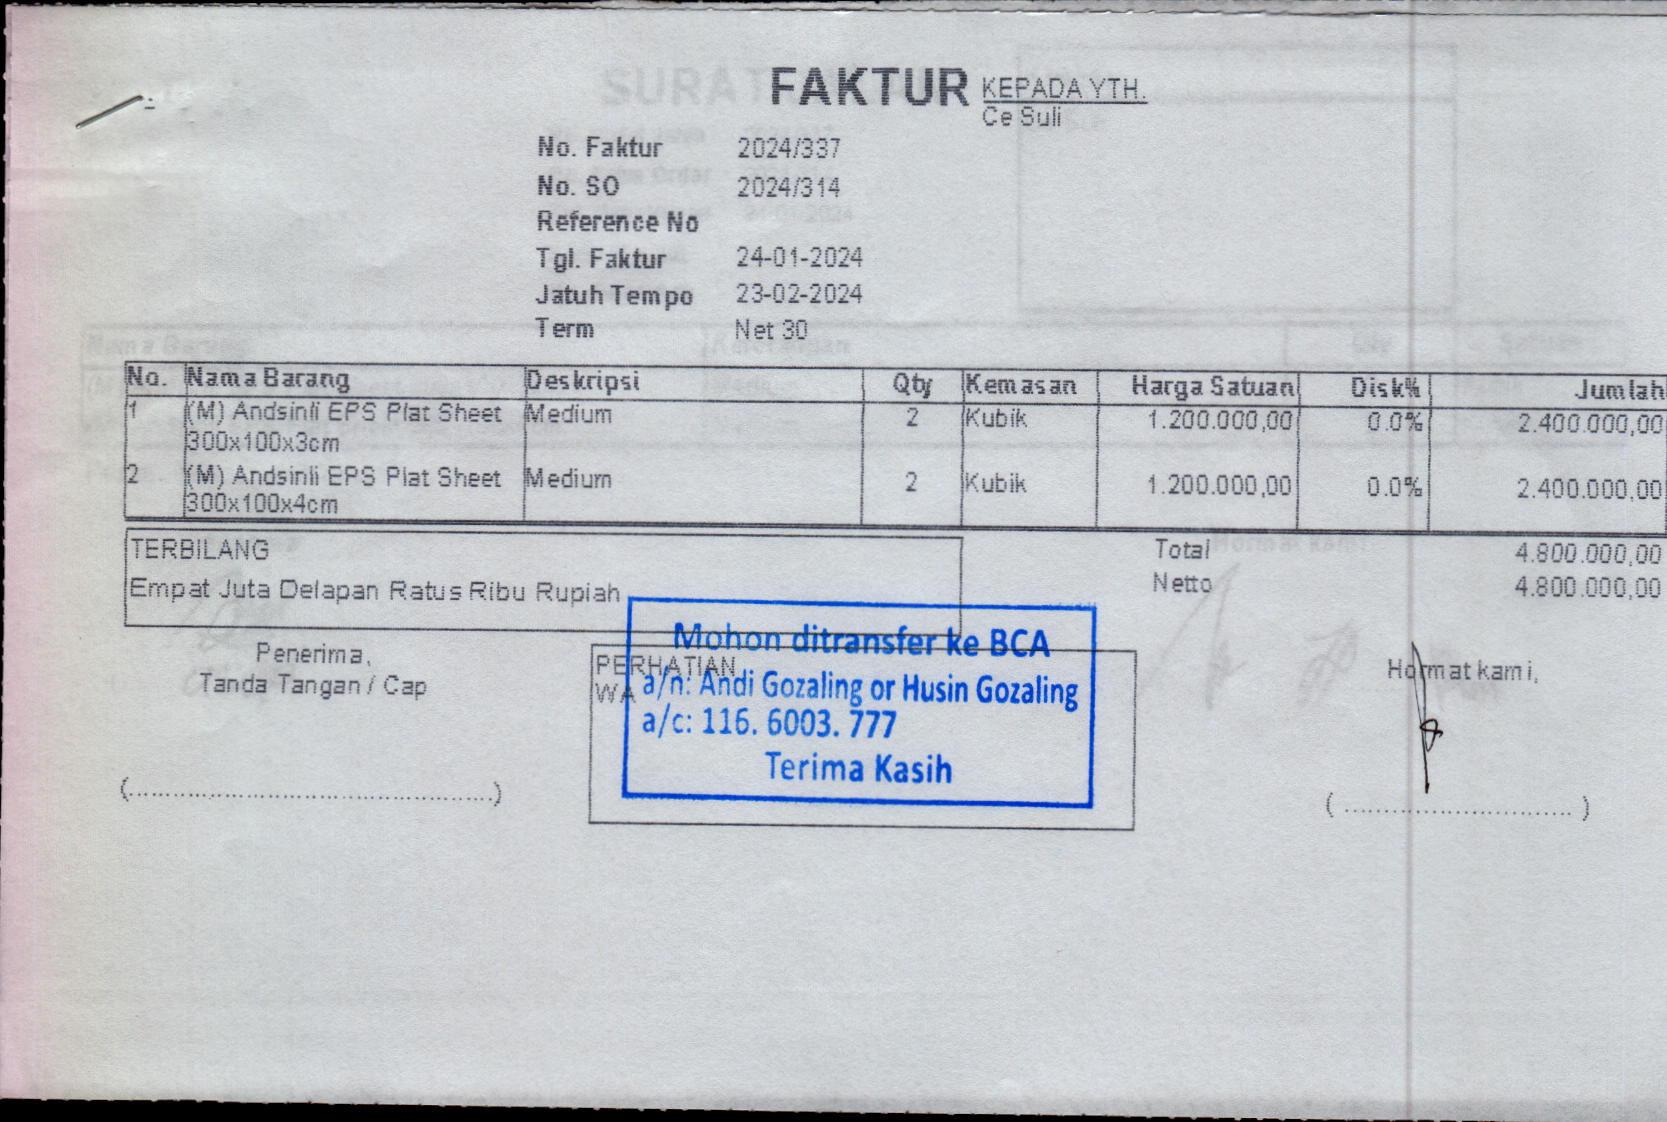 FAKTUR
KEPADA YTH.
Ce Suli
No. Faktur 2024/337
No. SO 2024/314
Reference No
Tgl. Faktur 24-01-2024
Jatuh Tempo 23-02-2024
Term Net 30
No. Nama Barang Deskripsi Qty Kemasan Harga Satuan Disk% Jumlah
1 (M) Andsinli EPS Plat Sheet Medium 2 Kubik 1.200.000,00 0.0% 2.400.000,00
300x100x3cm
2 (M) Andsinli EPS Plat Sheet Medium 2 Kubik 1.200.000,00 0.0% 2.400.000,00
300x100x4cm
TERBILANG
Empat Juta Delapan Ratus Ribu Rupiah
Total 4.800.000,00
Netto 4.800.000,00
Penerima,
Tanda Tangan / Cap
(............................................)
PERHATIAN
WA
Mohon ditransfer ke BCA
a/n: Andi Gozaling or Husin Gozaling
a/c: 116. 6003. 777
Terima Kasih
Hormat kami,
(............................)